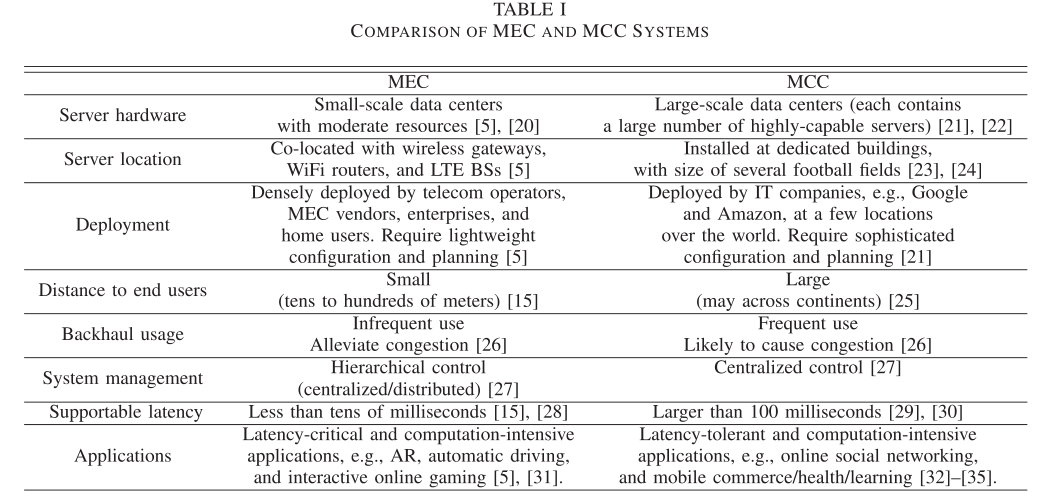 TABLE I
COMPARISON OF MEC AND MCC SYSTEMS
MEC MCC
Server hardware
Small-scale data centers
with moderate resources [5], [20]
Large-scale data centers (each contains
a large number of highly-capable servers) [21], [22]
Server location
Co-located with wireless gateways,
WiFi routers, and LTE BSs [5]
Installed at dedicated buildings,
with size of several football fields [23], [24]
Deployment
Densely deployed by telecom operators,
MEC vendors, enterprises, and
home users. Require lightweight
configuration and planning [5]
Deployed by IT companies, e.g., Google
and Amazon, at a few locations
over the world. Require sophisticated
configuration and planning [21]
Distance to end users
Small
(tens to hundreds of meters) [15]
Large
(may across continents) [25]
Backhaul usage
Infrequent use
Alleviate congestion [26]
Frequent use
Likely to cause congestion [26]
System management
Hierarchical control
(centralized/distributed) [27]
Centralized control [27]
Supportable latency
Less than tens of milliseconds [15], [28]
Larger than 100 milliseconds [29], [30]
Applications
Latency-critical and computation-intensive
applications, e.g., AR, automatic driving,
and interactive online gaming [5], [31].
Latency-tolerant and computation-intensive
applications, e.g., online social networking,
and mobile commerce/health/learning [32]–[35].